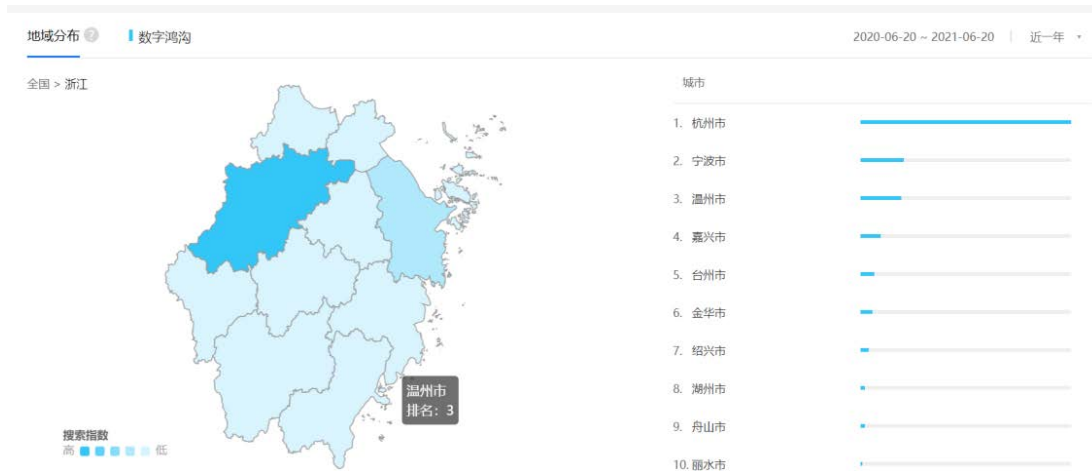 地域分布 ?
数字鸿沟
2020-06-20 ~ 2021-06-20 | 近一年
全国 > 浙江
城市
1. 杭州市
2. 宁波市
3. 温州市
4. 嘉兴市
5. 台州市
6. 金华市
7. 绍兴市
8. 湖州市
9. 舟山市
10. 丽水市
温州市
排名：3
搜索指数
高 低